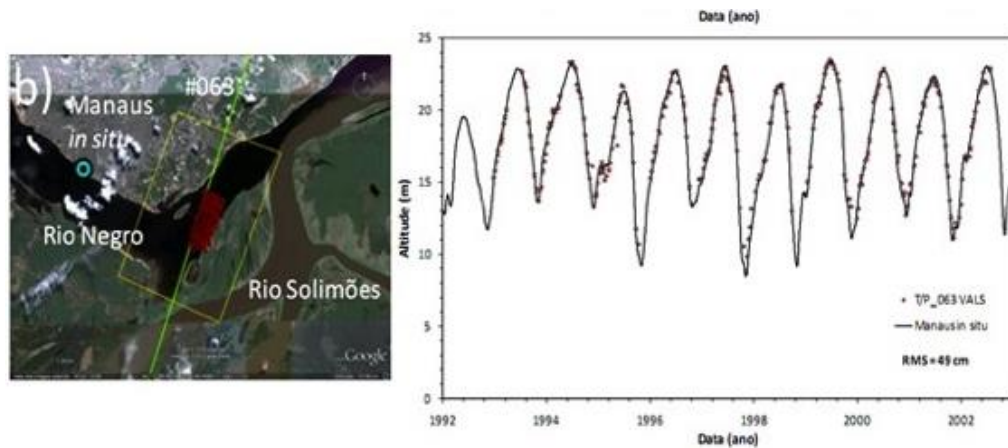 b)
#063
Manaus
in situ
Rio Negro
Rio Solimões
...Google
Data (ano)
Altitude (m)
25
20
15
10
5
0
T/P_063 VALS
Manausin situ
RMS = 49 cm
1992
1994
1996
1998
2000
2002
Data (ano)